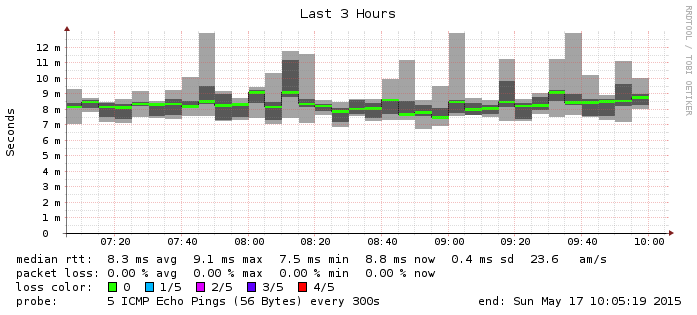 Last 3 Hours
RRDTOOL / TOBI OETIKER
Seconds
12 m
11 m
10 m
9 m
8 m
7 m
6 m
5 m
4 m
3 m
2 m
1 m
0
07:20 07:40 08:00 08:20 08:40 09:00 09:20 09:40 10:00
median rtt: 8.3 ms avg 9.1 ms max 7.5 ms min 8.8 ms now 0.4 ms sd 23.6 am/s
packet loss: 0.00 % avg 0.00 % max 0.00 % min 0.00 % now
loss color: 0 1/5 2/5 3/5 4/5
probe: 5 ICMP Echo Pings (56 Bytes) every 300s end: Sun May 17 10:05:19 2015